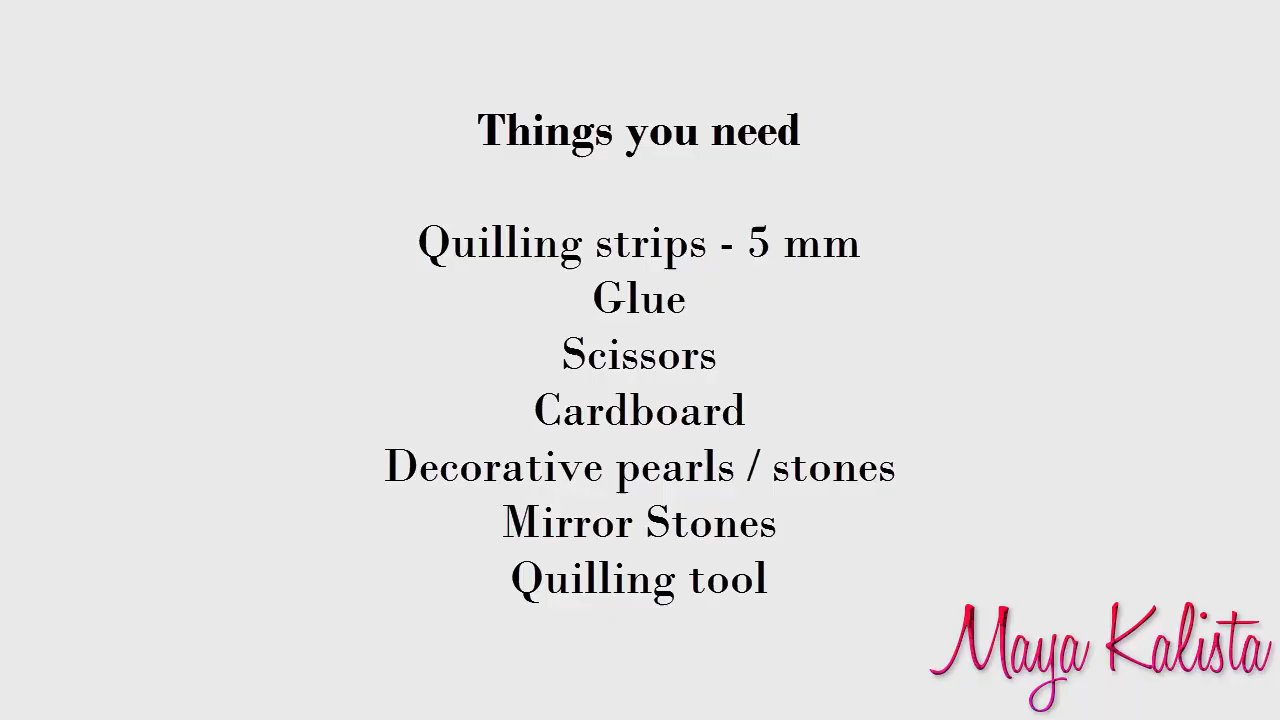 Things you need
Quilling strips - 5 mm
Glue
Scissors
Cardboard
Decorative pearls / stones
Mirror Stones
Quilling tool
Maya Kalista